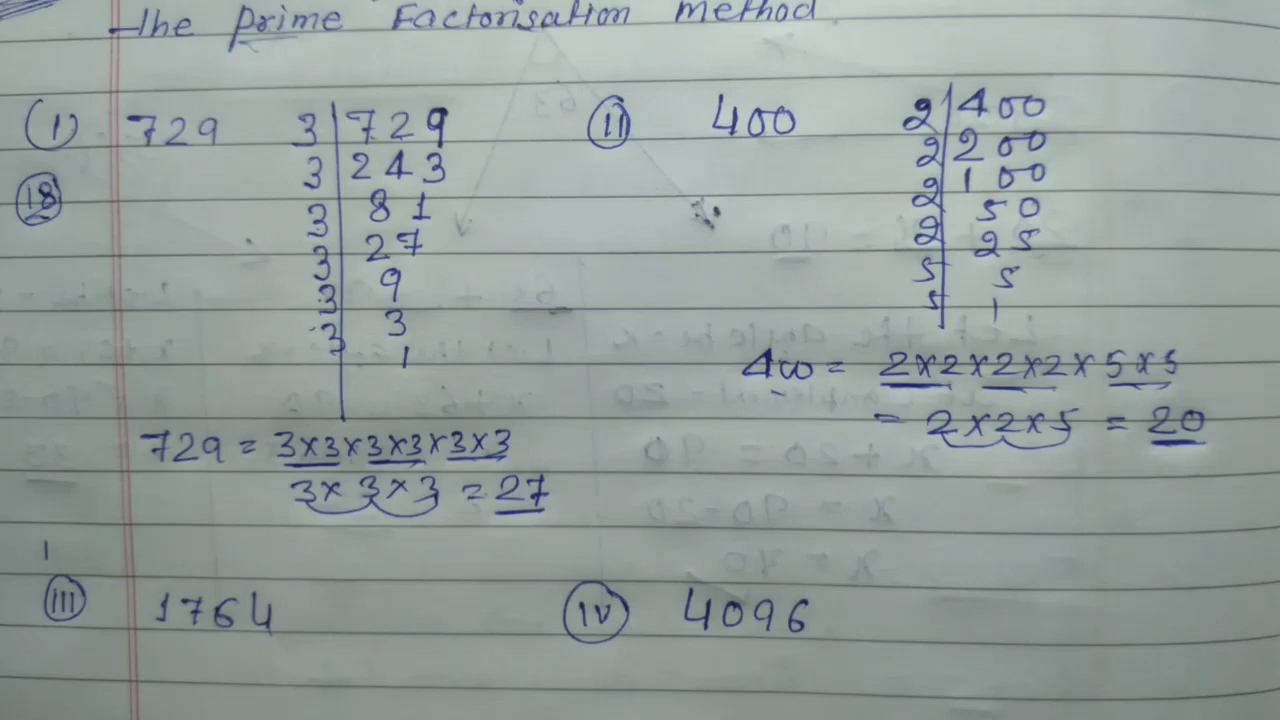 The prime Factorisation method.
(I) 729
3 | 729
3 | 243
3 | 81
3 | 27
3 | 9
3 | 3
1
(18)
729 = 3×3×3×3×3×3
3×3×3 = 27
(II) 400
2 | 400
2 | 200
2 | 100
2 | 50
5 | 25
5 | 5
1
400 = 2×2×2×2×5×5
= 2×2×5 = 20
(III) 1764
(IV) 4096